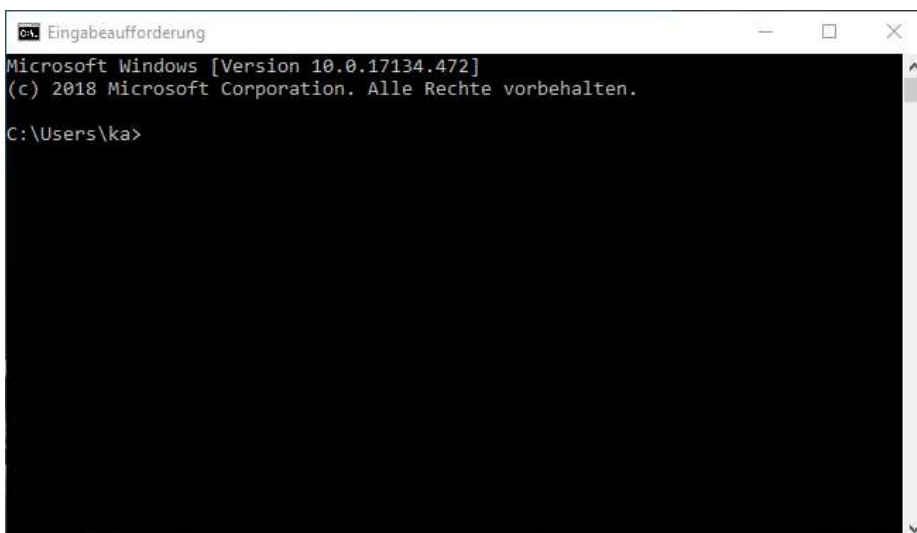 Eingabeaufforderung
Microsoft Windows [Version 10.0.17134.472]
(c) 2018 Microsoft Corporation. Alle Rechte vorbehalten.
C:\Users\ka>